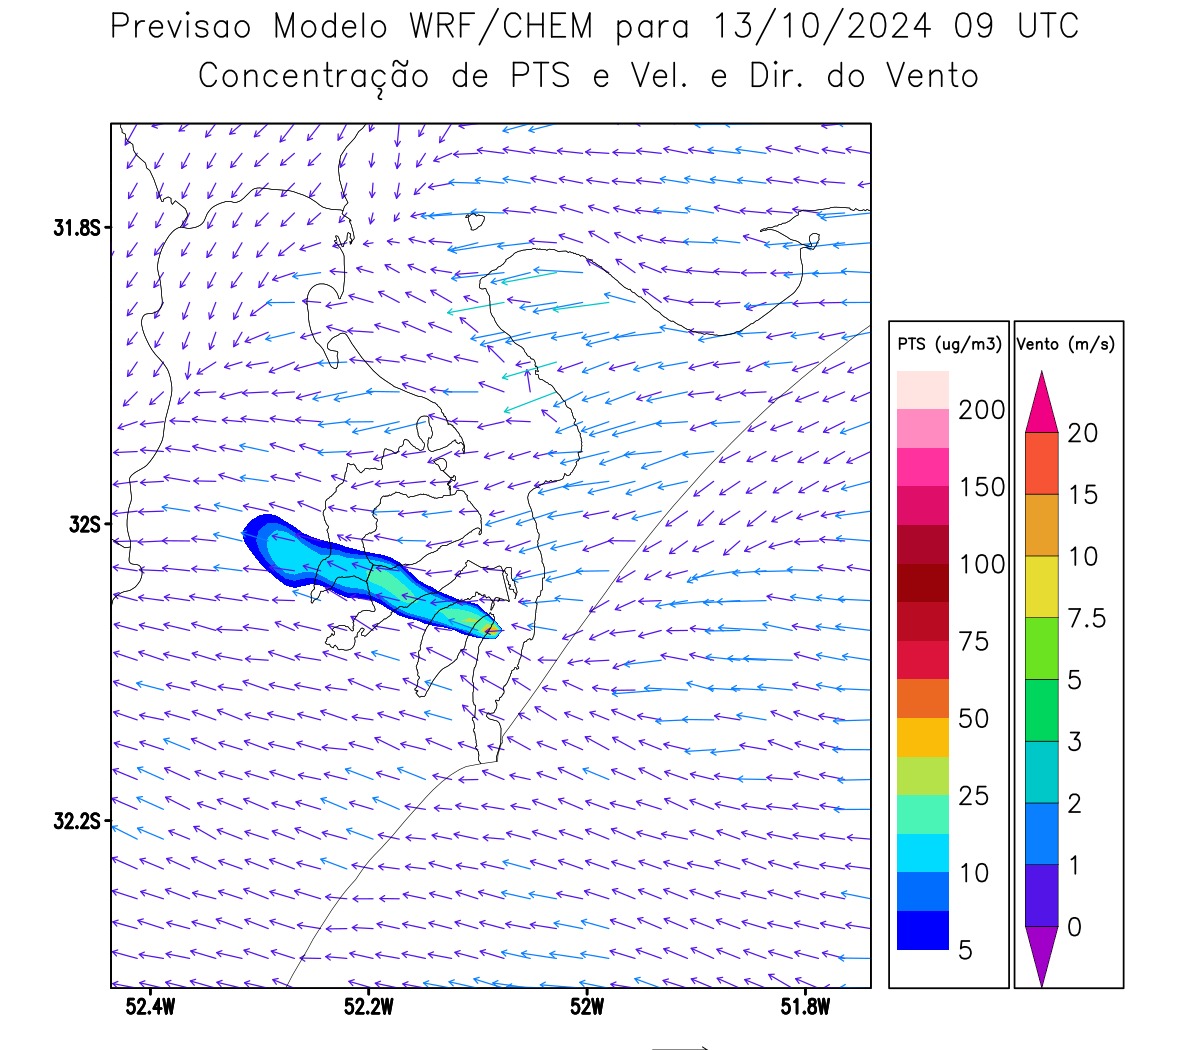 Previsao Modelo WRF/CHEM para 13/10/2024 09 UTC
Concentração de PTS e Vel. e Dir. do Vento
31.8S
32S
32.2S
52.4W 52.2W 52W 51.8W
PTS (ug/m3)
200
150
100
75
50
25
10
5
Vento (m/s)
20
15
10
7.5
5
3
2
1
0